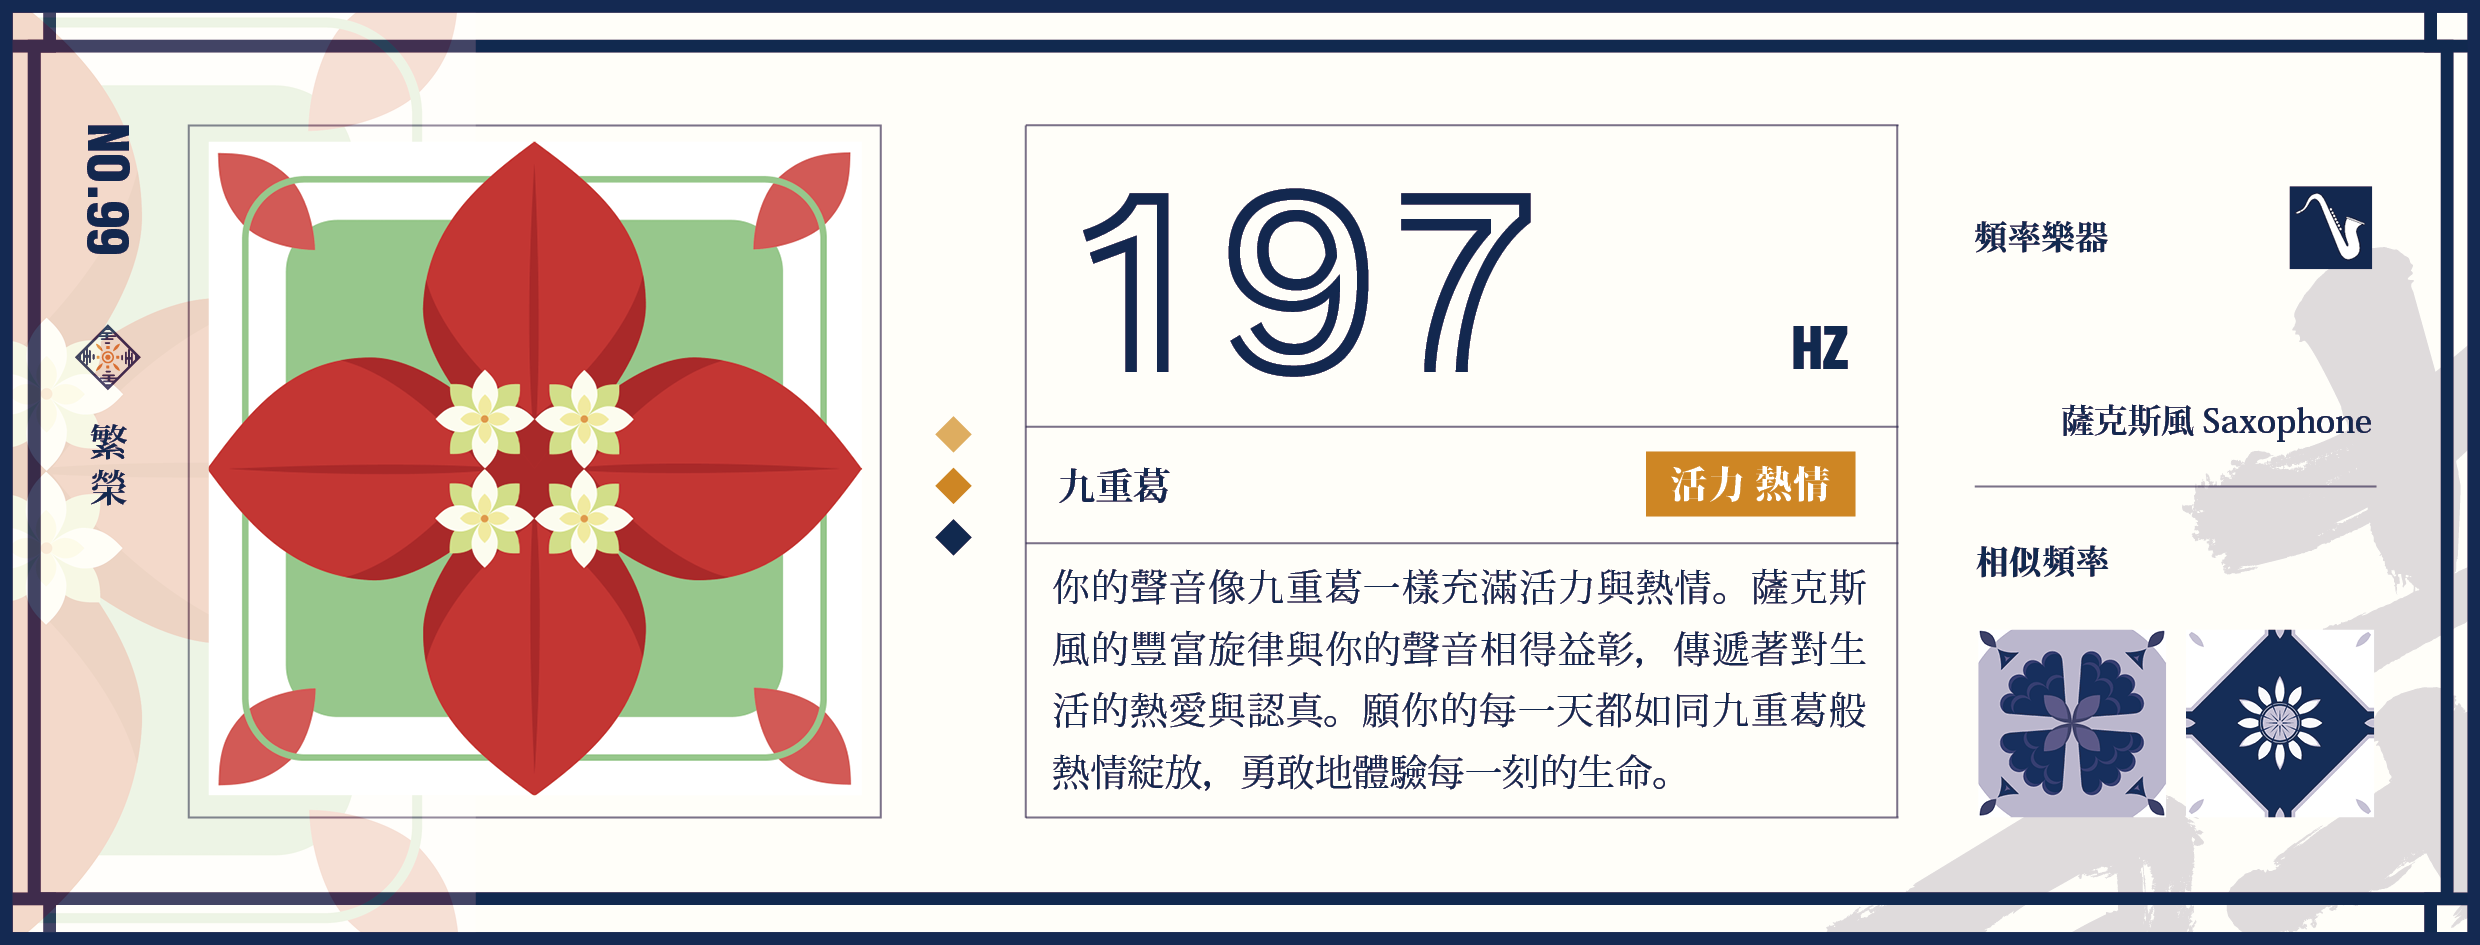 NO.99
繁榮
197
HZ
九重葛
活力 熱情
你的聲音像九重葛一樣充滿活力與熱情。薩克斯
風的豐富旋律與你的聲音相得益彰，傳遞著對生
活的熱愛與認真。願你的每一天都如同九重葛般
熱情綻放，勇敢地體驗每一刻的生命。
頻率樂器
薩克斯風 Saxophone
相似頻率